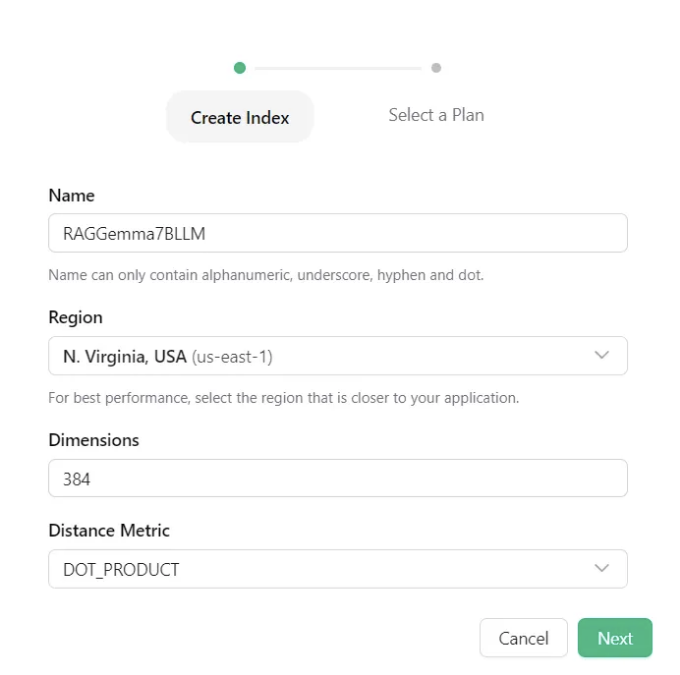 Create Index
Select a Plan
Name
RAGGemma7BLLM
Name can only contain alphanumeric, underscore, hyphen and dot.
Region
N. Virginia, USA (us-east-1)
For best performance, select the region that is closer to your application.
Dimensions
384
Distance Metric
DOT_PRODUCT
Cancel
Next